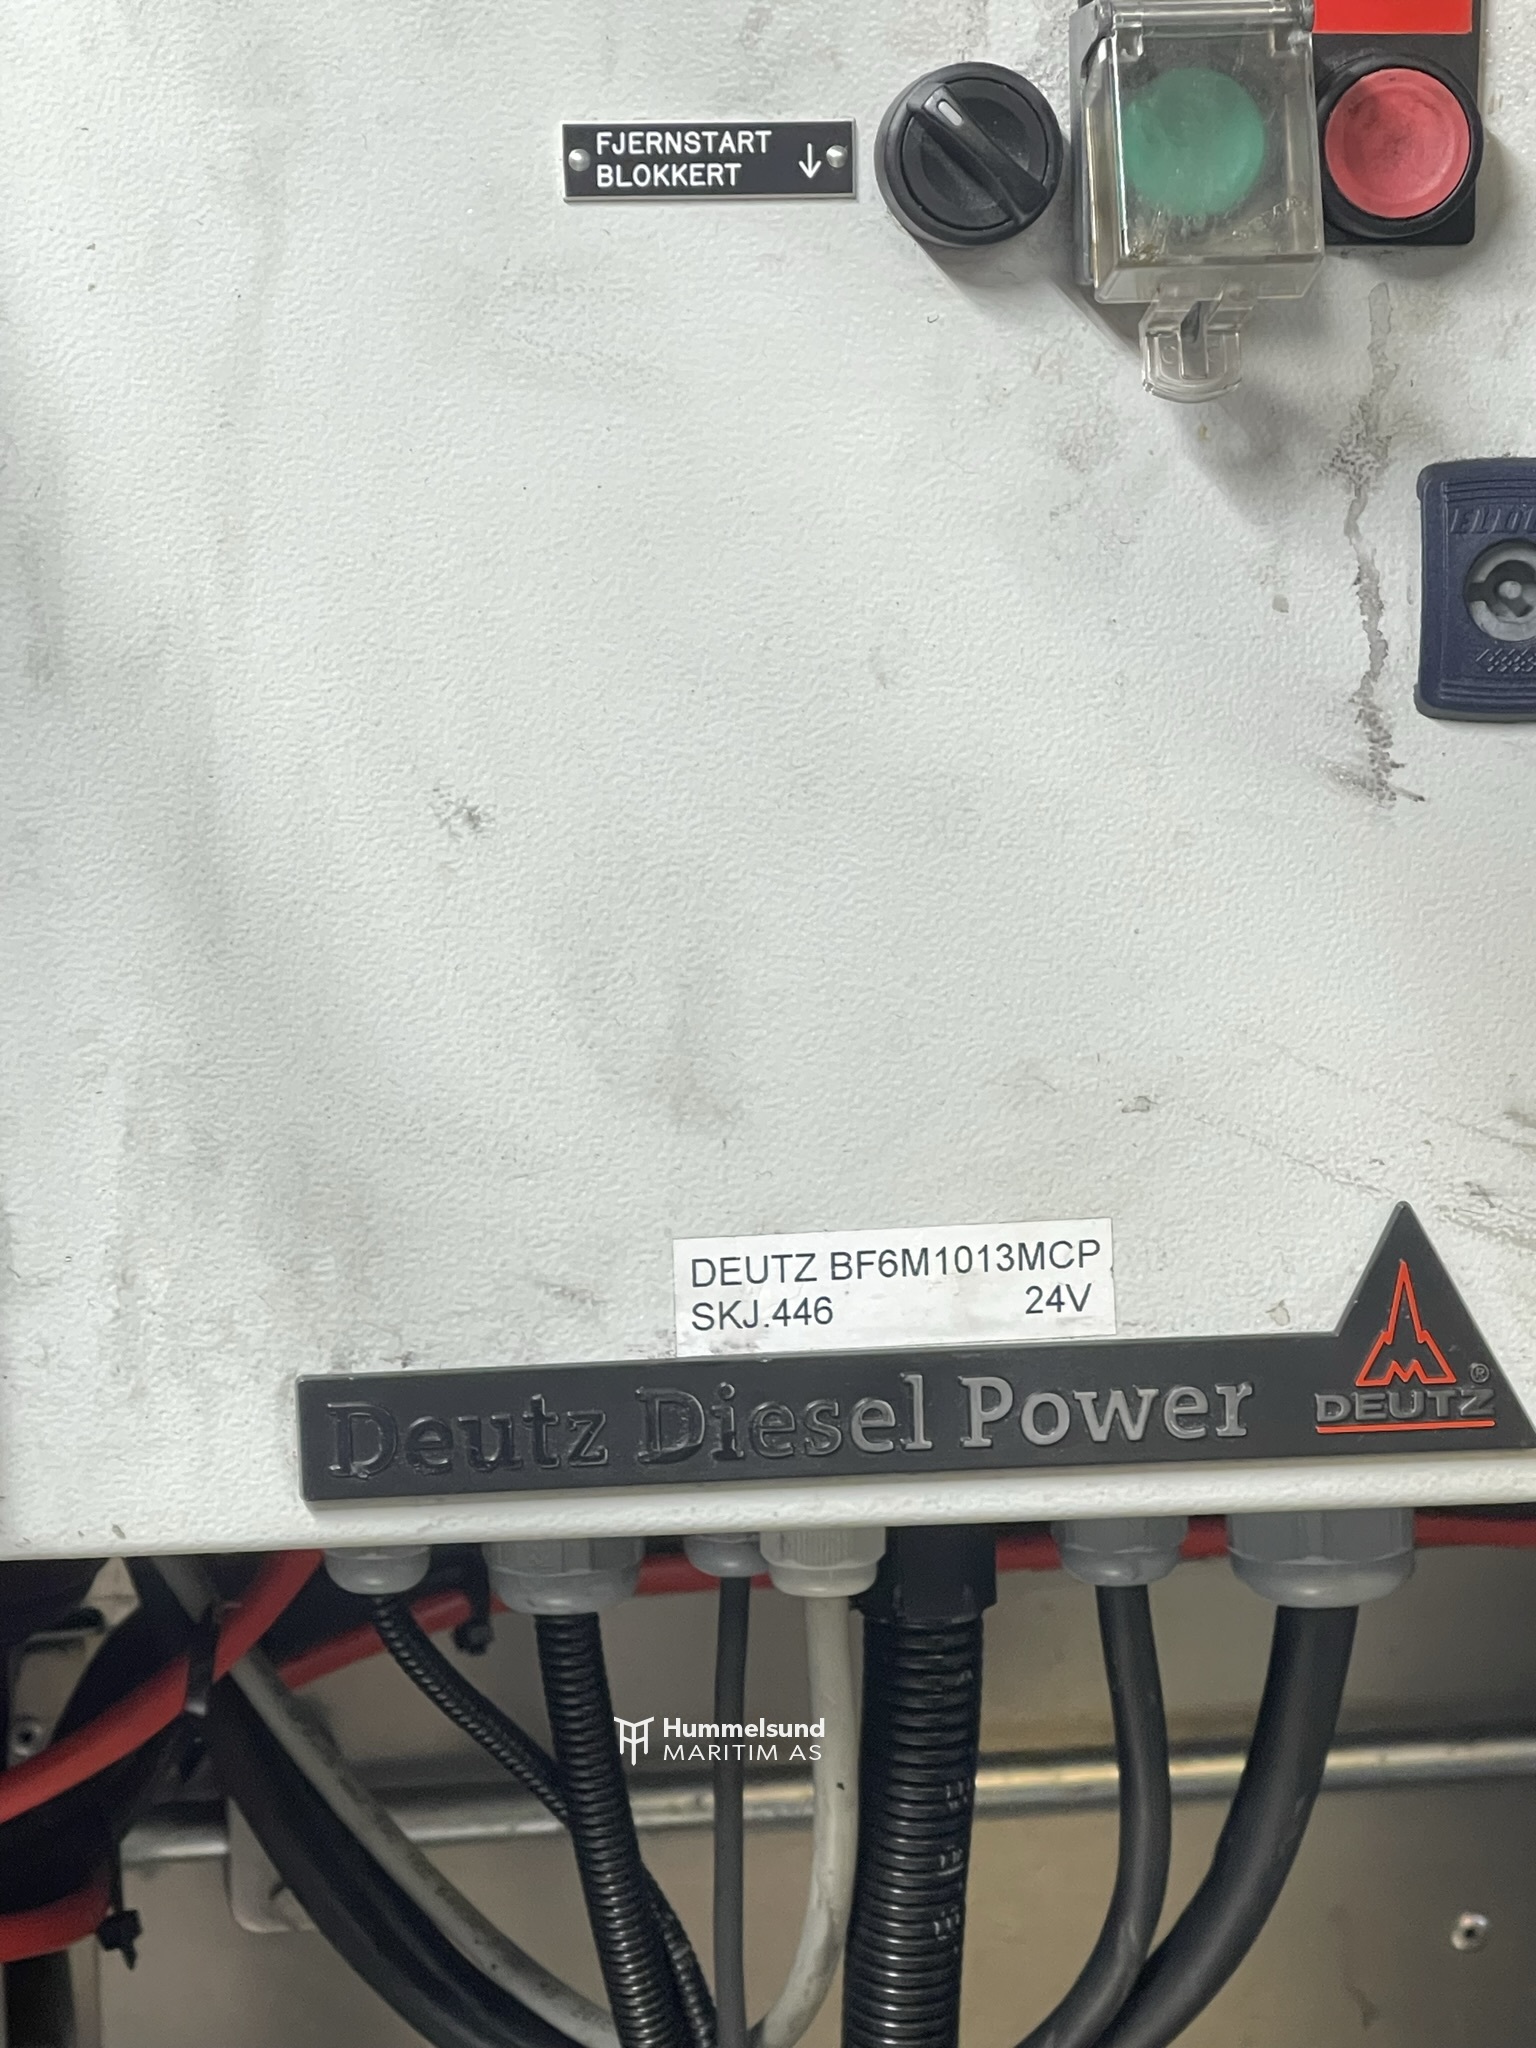 FJERNSTART
BLOKKERT ↓
DEUTZ BF6M1013MCP
SKJ.446 24V
Deutz Diesel Power
DEUTZ ®
Hummelsund
MARITIM AS